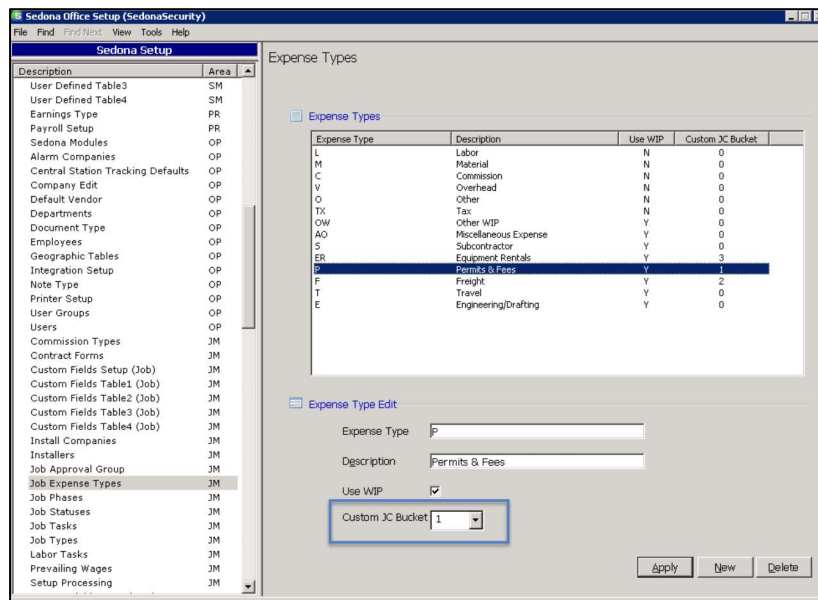 Sedona Office Setup (SedonaSecurity)
File Find Find Next View Tools Help
Sedona Setup
Description Area
User Defined Table3 SM
User Defined Table4 SM
Earnings Type PR
Payroll Setup PR
Sedona Modules OP
Alarm Companies OP
Central Station Tracking Defaults OP
Company Edit OP
Default Vendor OP
Departments OP
Document Type OP
Employees OP
Geographic Tables OP
Integration Setup OP
Note Type OP
Printer Setup OP
User Groups OP
Users OP
Commission Types JM
Contract Forms JM
Custom Fields Setup (Job) JM
Custom Fields Table1 (Job) JM
Custom Fields Table2 (Job) JM
Custom Fields Table3 (Job) JM
Custom Fields Table4 (Job) JM
Install Companies JM
Installers JM
Job Approval Group JM
Job Expense Types JM
Job Phases JM
Job Statuses JM
Job Tasks JM
Job Types JM
Labor Tasks JM
Prevailing Wages JM
Setup Processing JM
Expense Types
Expense Types
Expense Type Description Use WIP Custom JC Bucket
L Labor N 0
M Material N 0
C Commission N 0
V Overhead N 0
O Other N 0
TX Tax N 0
OW Other WIP Y 0
AO Miscellaneous Expense Y 0
S Subcontractor Y 0
ER Equipment Rentals Y 3
P Permits & Fees Y 1
F Freight Y 2
T Travel Y 0
E Engineering/Drafting Y 0
Expense Type Edit
Expense Type P
Description Permits & Fees
Use WIP
Custom JC Bucket 1
Apply New Delete